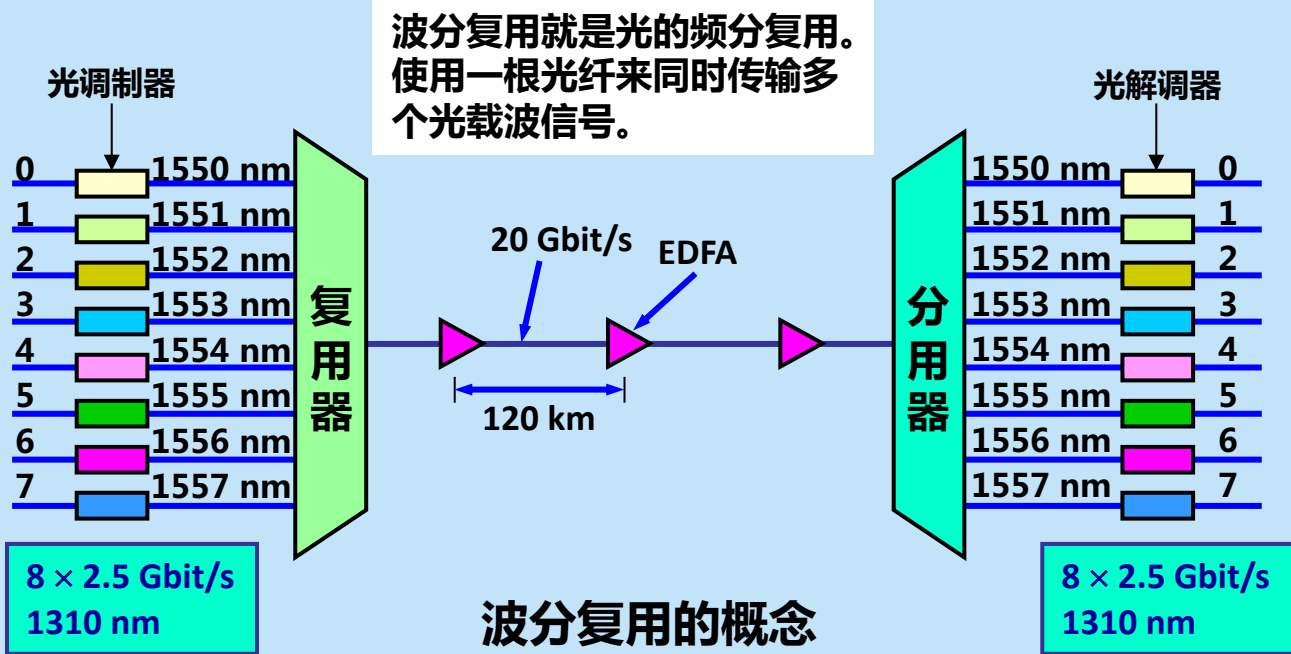 波分复用就是光的频分复用。
使用一根光纤来同时传输多
个光载波信号。
光调制器
光解调器
0 1550 nm
1 1551 nm
2 1552 nm
3 1553 nm
4 1554 nm
5 1555 nm
6 1556 nm
7 1557 nm
复用器
20 Gbit/s
EDFA
120 km
分用器
1550 nm 0
1551 nm 1
1552 nm 2
1553 nm 3
1554 nm 4
1555 nm 5
1556 nm 6
1557 nm 7
8 × 2.5 Gbit/s
1310 nm
波分复用的概念
8 × 2.5 Gbit/s
1310 nm